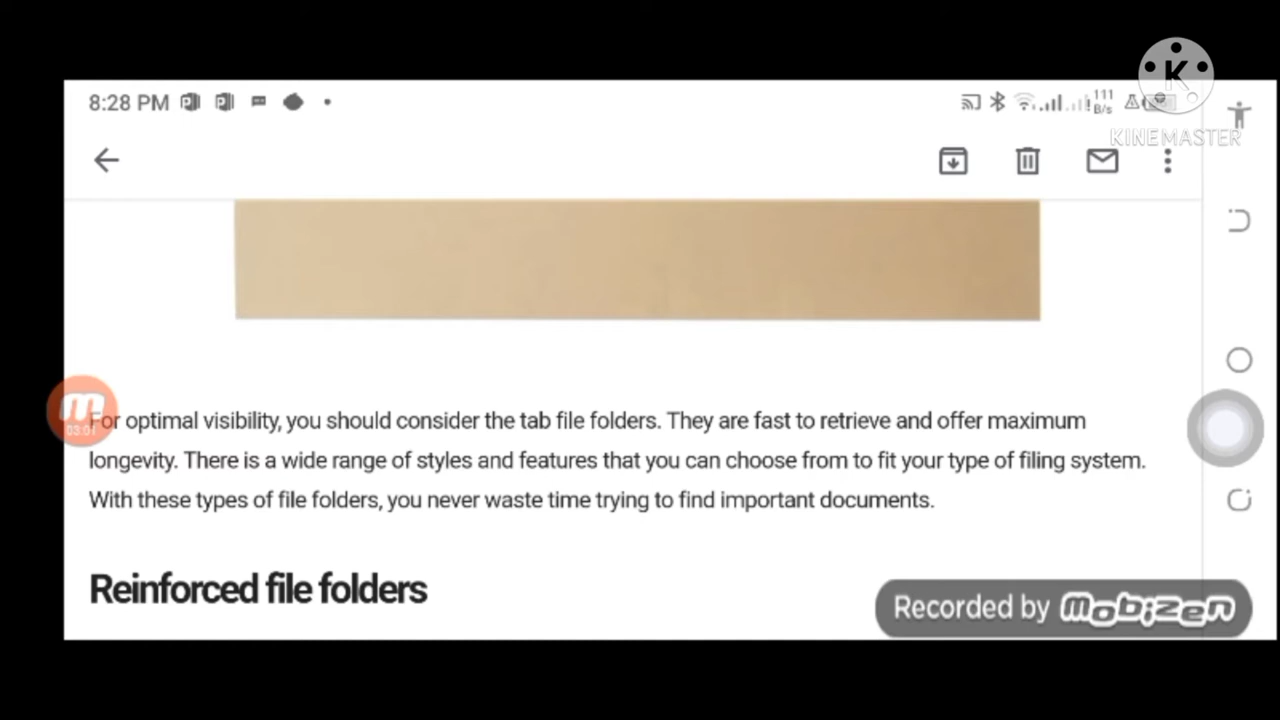 K
KINEMASTER
8:28 PM
111
B/s
For optimal visibility, you should consider the tab file folders. They are fast to retrieve and offer maximum
longevity. There is a wide range of styles and features that you can choose from to fit your type of filing system.
With these types of file folders, you never waste time trying to find important documents.
03:01
Reinforced file folders
Recorded by mobizen